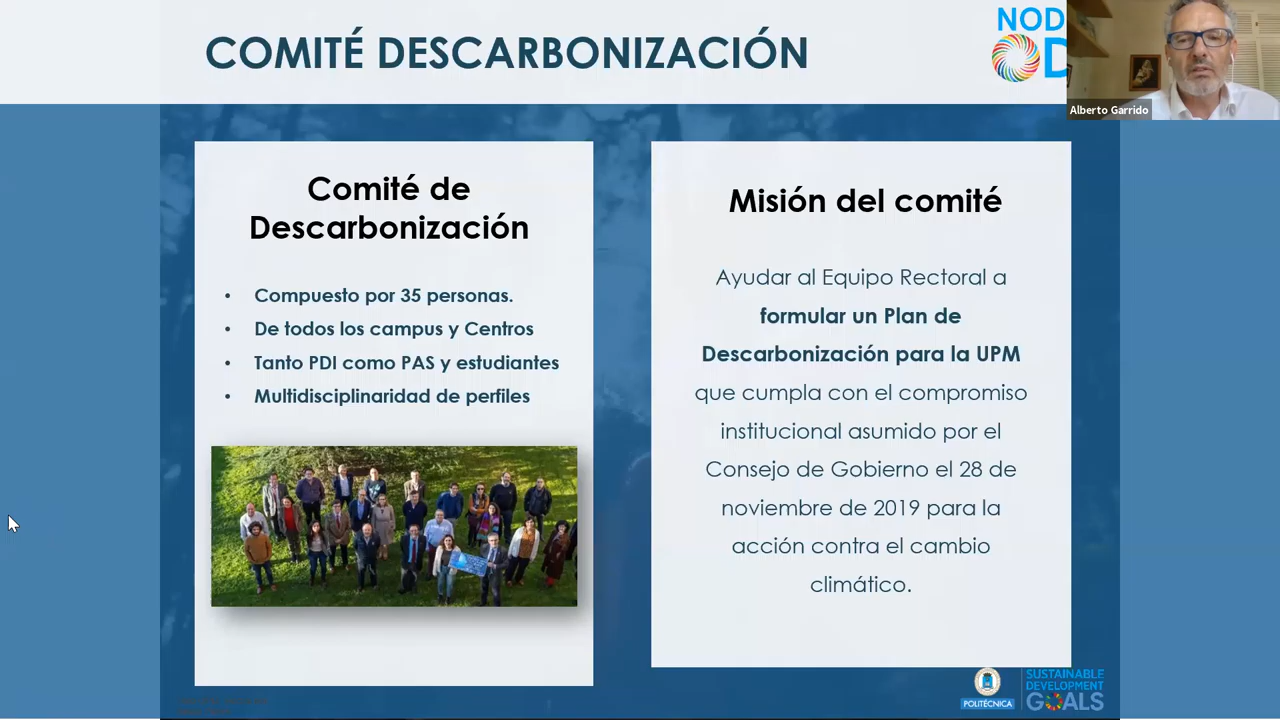 COMITÉ DESCARBONIZACIÓN
NOD
Alberto Garrido
Comité de
Descarbonización
• Compuesto por 35 personas.
• De todos los campus y Centros
• Tanto PDI como PAS y estudiantes
• Multidisciplinaridad de perfiles
Misión del comité
Ayudar al Equipo Rectoral a
formular un Plan de
Descarbonización para la UPM
que cumpla con el compromiso
institucional asumido por el
Consejo de Gobierno el 28 de
noviembre de 2019 para la
acción contra el cambio
climático.
POLITÉCNICA
SUSTAINABLE
DEVELOPMENT
GOALS